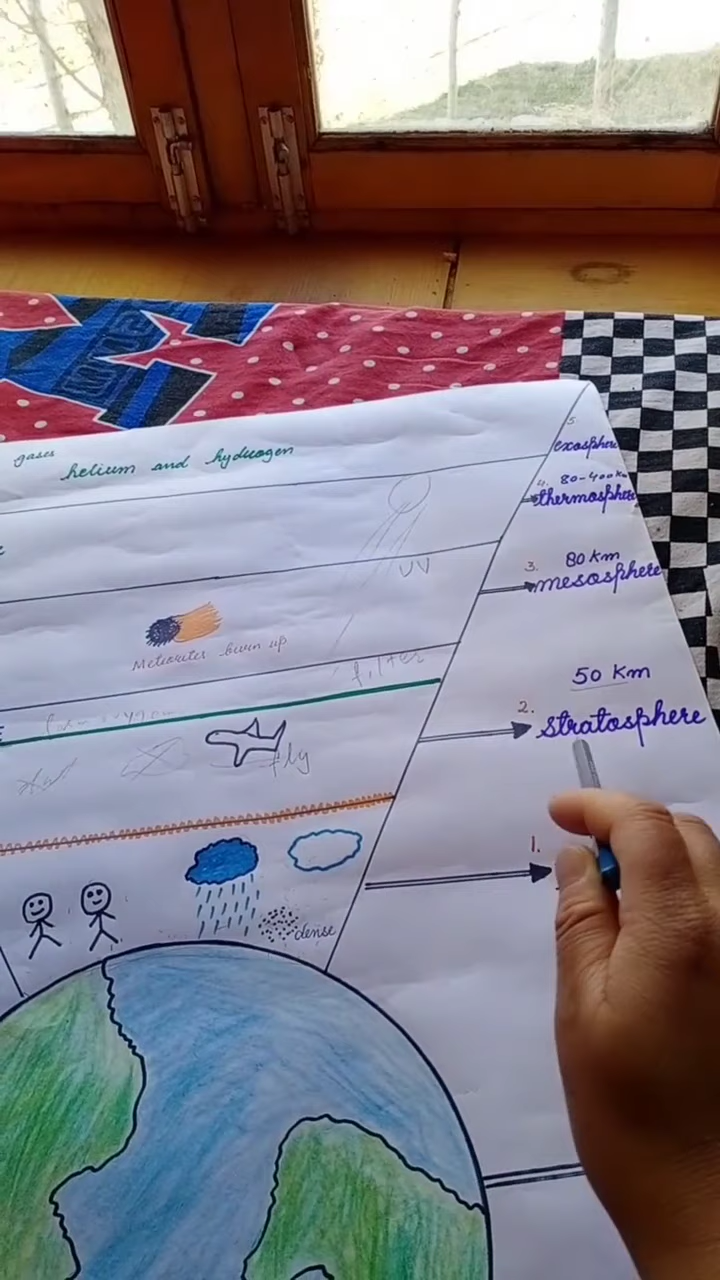 5.
gases
helium and hydrogen
exosphere
4. 80-400km
thermosphere
UV
80 km
3. mesosphere
Meteorites burn up
filter
50 Km
2. stratosphere
fly
1.
dense